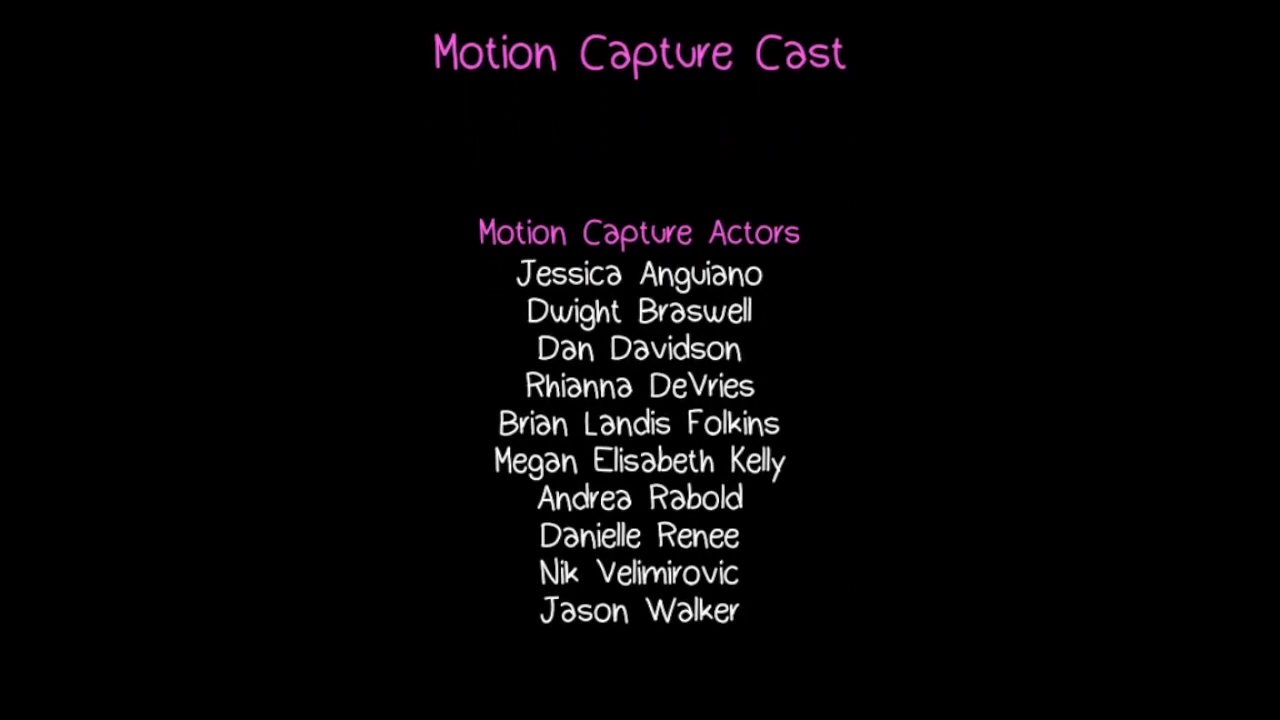 Motion Capture Cast
Motion Capture Actors
Jessica Anguiano
Dwight Braswell
Dan Davidson
Rhianna DeVries
Brian Landis Folkins
Megan Elisabeth Kelly
Andrea Rabold
Danielle Renee
Nik Velimirovic
Jason Walker